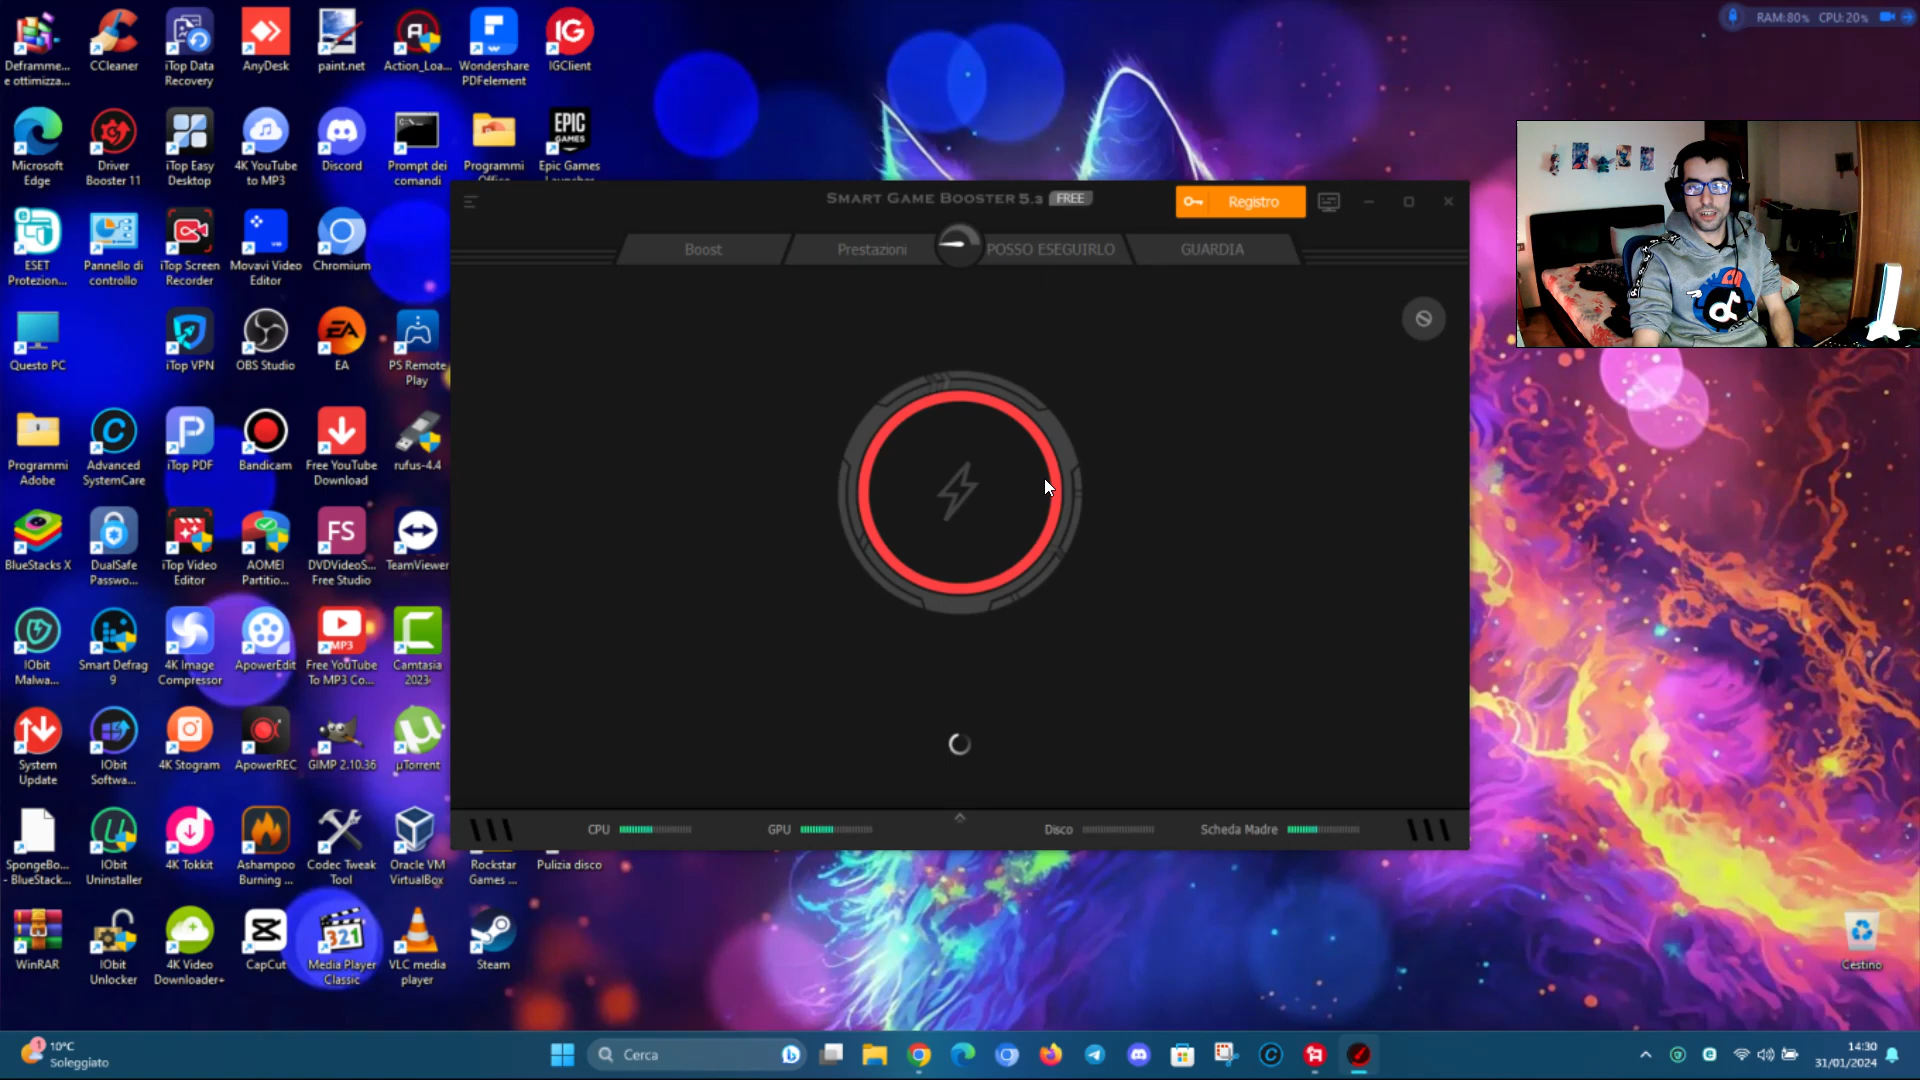 RAM:80% CPU:20%
Deframme...
e ottimizza...
CCleaner
iTop Data
Recovery
AnyDesk
paint.net
Action_Loa...
Wondershare
PDFelement
IGClient
Microsoft
Edge
Driver
Booster 11
iTop Easy
Desktop
4K YouTube
to MP3
Discord
Prompt dei
comandi
Programmi
EPIC
GAMES
Epic Games
SMART GAME BOOSTER 5.3 FREE
Registro
Boost
Prestazioni
POSSO ESEGUIRLO
GUARDIA
ESET
Protezion...
Pannello di
controllo
iTop Screen
Recorder
Movavi Video
Editor
Chromium
Questo PC
iTop VPN
OBS Studio
EA
PS Remote
Play
Programmi
Adobe
Advanced
SystemCare
iTop PDF
Bandicam
Free YouTube
Download
rufus-4.4
BlueStacks X
DualSafe
Passwo...
iTop Video
Editor
AOMEI
Partitio...
FS
DVDVideoS...
Free Studio
TeamViewer
IObit
Malwa...
Smart Defrag
9
4K Image
Compressor
ApowerEdit
MP3
Free YouTube
To MP3 Co...
Camtasia
2023
System
Update
IObit
Softwa...
4K Stogram
ApowerREC
GIMP 2.10.36
µTorrent
CPU
GPU
Disco
Scheda Madre
SpongeBo...
- BlueStack...
IObit
Uninstaller
4K Tokkit
Ashampoo
Burning ...
Codec Tweak
Tool
Oracle VM
VirtualBox
Rockstar
Games ...
Pulizia disco
WinRAR
IObit
Unlocker
4K Video
Downloader+
CapCut
321
Media Player
Classic
VLC media
player
Steam
Cestino
1
10°C
Soleggiato
Cerca
14:30
31/01/2024